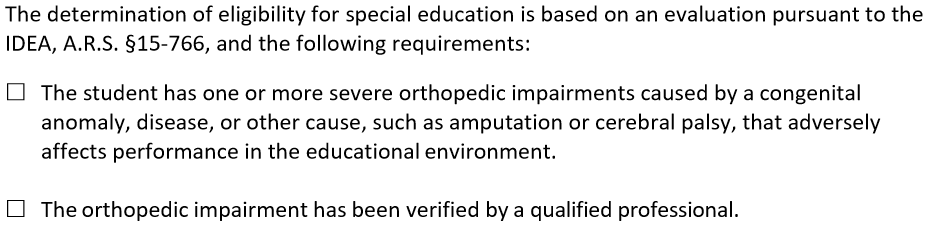 The determination of eligibility for special education is based on an evaluation pursuant to the
IDEA, A.R.S. §15-766, and the following requirements:
☐ The student has one or more severe orthopedic impairments caused by a congenital
anomaly, disease, or other cause, such as amputation or cerebral palsy, that adversely
affects performance in the educational environment.
☐ The orthopedic impairment has been verified by a qualified professional.